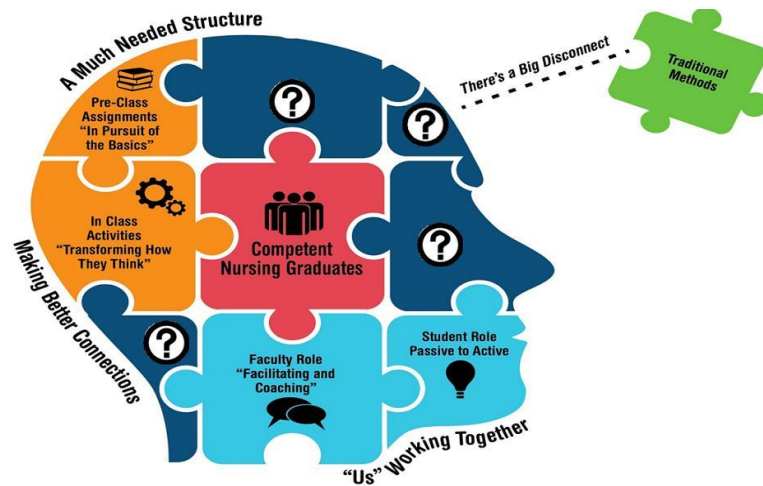 A Much Needed Structure
There's a Big Disconnect
Traditional
Methods
Pre-Class
Assignments
“In Pursuit of
the Basics”
?
?
In Class
Activities
“Transforming How
They Think”
Competent
Nursing Graduates
?
Making Better Connections
?
Faculty Role
“Facilitating and
Coaching”
Student Role
Passive to Active
“Us” Working Together